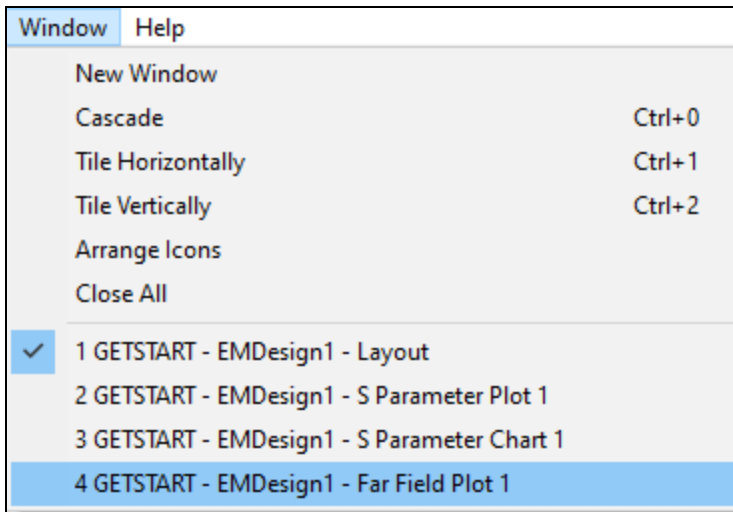 Window Help
New Window
Cascade Ctrl+0
Tile Horizontally Ctrl+1
Tile Vertically Ctrl+2
Arrange Icons
Close All
1 GETSTART - EMDesign1 - Layout
2 GETSTART - EMDesign1 - S Parameter Plot 1
3 GETSTART - EMDesign1 - S Parameter Chart 1
4 GETSTART - EMDesign1 - Far Field Plot 1